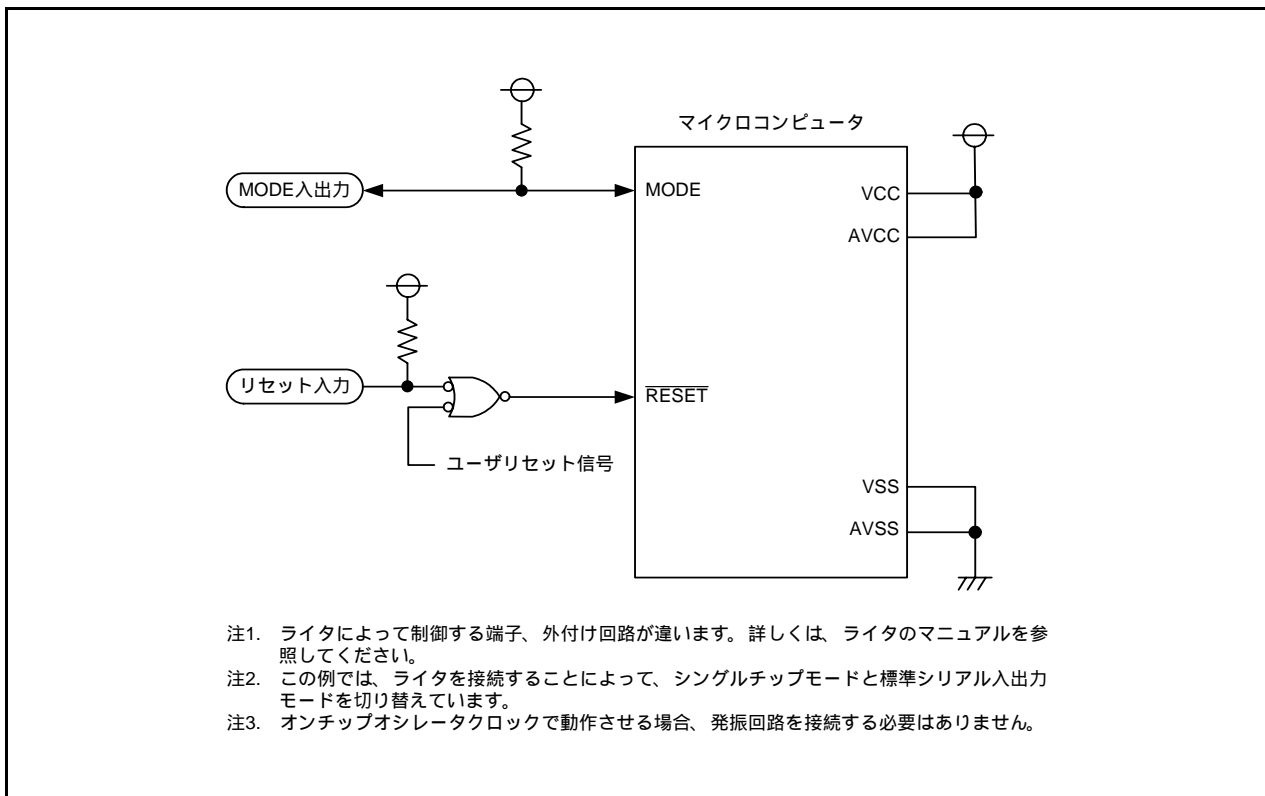 マイクロコンピュータ
MODE入出力
MODE
VCC
AVCC
リセット入力
RESET
ユーザリセット信号
VSS
AVSS
注1. ライタによって制御する端子、外付け回路が違います。詳しくは、ライタのマニュアルを参
照してください。
注2. この例では、ライタを接続することによって、シングルチップモードと標準シリアル入出力
モードを切り替えています。
注3. オンチップオシレータクロックで動作させる場合、発振回路を接続する必要はありません。